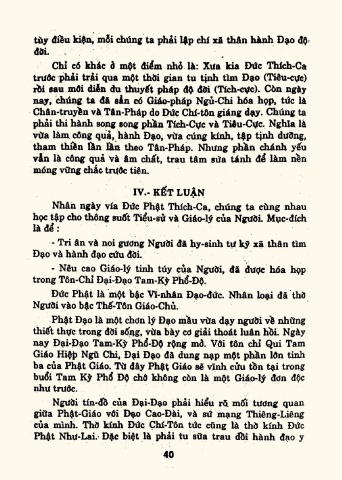 tùy điều kiện, mỗi chúng ta phải lập chí xã thân hành Đạo độ
đời.
Chỉ có khác ở một điểm nhỏ là: Xưa kia Đức Thích-Ca
trước phải trải qua một thời gian tu tịnh tìm Đạo (Tiêu-cực)
rồi sau mới diễn du thuyết pháp độ đời (Tích-cực). Còn ngày
nay, chúng ta đã sẵn có Giáo-pháp Ngũ-Chi hóa hợp, tức là
Chân-truyền và Tân-Pháp do Đức Chí-tôn giáng dạy. Chúng ta
phải thi hành song song phần Tích-Cực và Tiêu-Cực. Nghĩa là
vừa làm công quả, hành Đạo, vừa cúng kính, tập tịnh dưỡng,
tham thiền lần lần theo Tân-Pháp. Nhưng phần chánh yếu
vẫn là công quả và âm chất, trau tâm sửa tánh để làm nền
móng vững chắc trước tiên.
IV.- KẾT LUẬN
Nhân ngày vía Đức Phật Thích-Ca, chúng ta cùng nhau
học tập cho thông suốt Tiểu-sử và Giáo-lý của Người. Mục-đích
là để :
- Tri ân và noi gương Người đã hy-sinh tự kỷ xã thân tìm
Đạo và hành đạo cứu đời.
- Nêu cao Giáo-lý tinh túy của Người, đã được hóa hợp
trong Tôn-Chỉ Đại-Đạo Tam-Kỳ Phổ-Độ.
Đức Phật là một bậc Vĩ-nhân Đạo-đức. Nhân loại đã thờ
Người vào bậc Thế-Tôn Giáo-Chủ.
Phật Đạo là một chơn lý Đạo mầu vừa dạy người về những
thiết thực trong đời sống, vừa bày cơ giải thoát luân hồi. Ngày
nay Đại-Đạo Tam-Kỳ Phổ-Độ rộng mở. Với tôn chỉ Qui Tam
Giáo Hiệp Ngũ Chi, Đại Đạo đã dung nạp một phần lớn tinh
ba của Phật Giáo. Từ đây Phật Giáo sẽ vĩnh cửu tồn tại trong
buổi Tam Kỳ Phổ Độ chớ không còn là một Giáo-lý đơn độc
như trước.
Người tín-đồ của Đại-Đạo phải hiểu rõ mối tương quan
giữa Phật-Giáo với Đạo Cao-Đài, và sứ mạng Thiêng-Liêng
của mình. Thờ kính Đức Chí-Tôn tức cũng là thờ kính Đức
Phật Như-Lai. Đặc biệt là phải tu sữa trau dồi hành đạo y
40